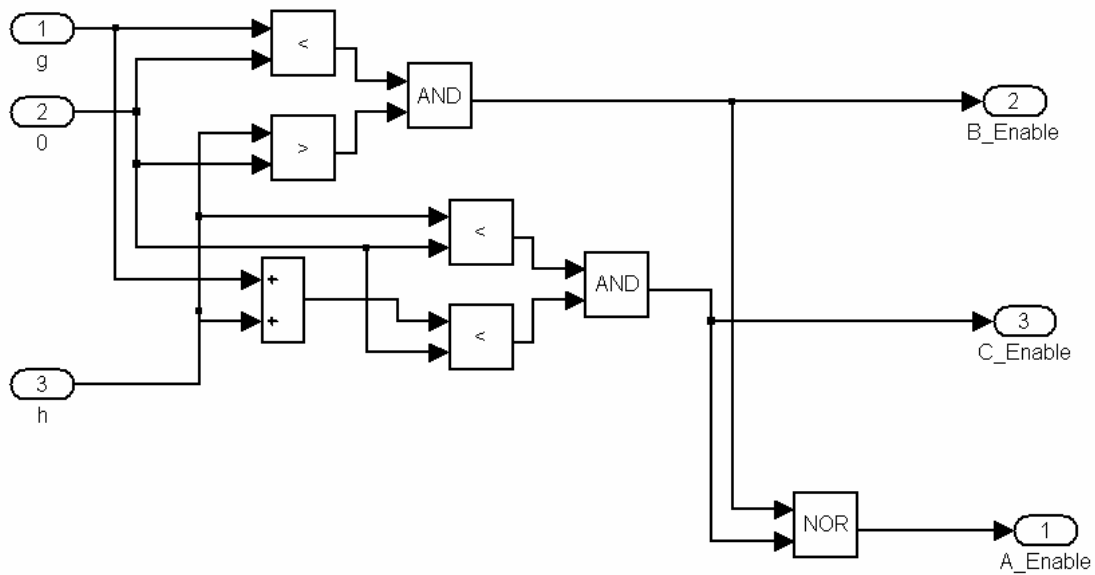 1
g
2
0
3
h
<
>
AND
<
+
+
<
AND
NOR
2
B_Enable
3
C_Enable
1
A_Enable